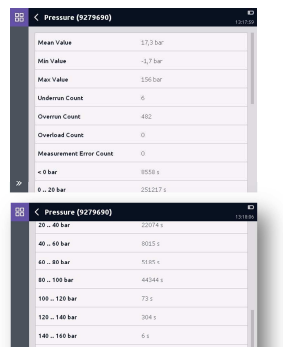 Pressure (9279690)
13:17:59
Mean Value 17,3 bar
Min Value -1,7 bar
Max Value 156 bar
Underrun Count 6
Overrun Count 482
Overload Count 0
Measurement Error Count 0
< 0 bar 8558 s
0 .. 20 bar 251217 s
Pressure (9279690)
13:18:06
20 .. 40 bar 22074 s
40 .. 60 bar 8015 s
60 .. 80 bar 5185 s
80 .. 100 bar 44344 s
100 .. 120 bar 73 s
120 .. 140 bar 304 s
140 .. 160 bar 6 s